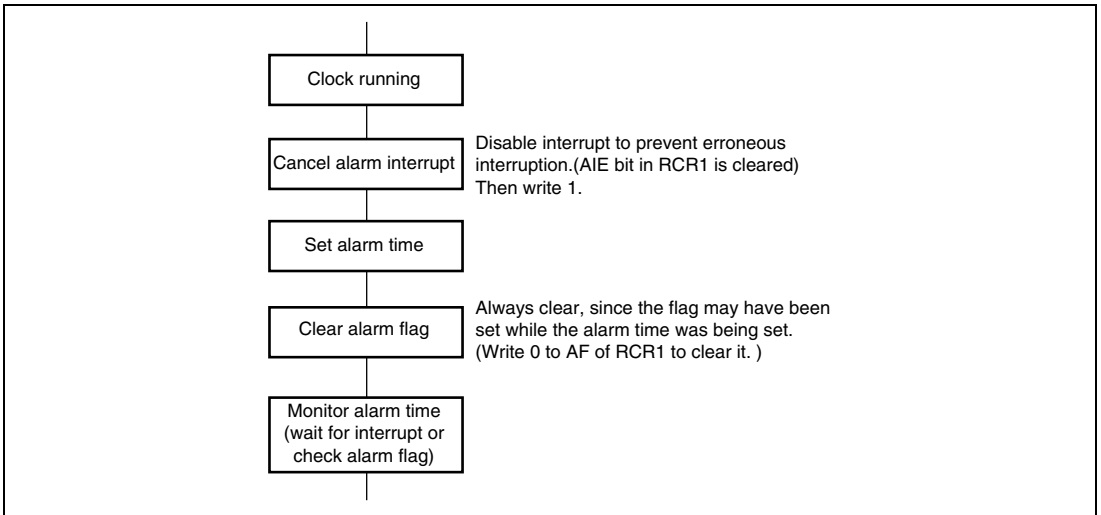 Clock running
Cancel alarm interrupt
Disable interrupt to prevent erroneous
interruption.(AIE bit in RCR1 is cleared)
Then write 1.
Set alarm time
Clear alarm flag
Always clear, since the flag may have been
set while the alarm time was being set.
(Write 0 to AF of RCR1 to clear it. )
Monitor alarm time
(wait for interrupt or
check alarm flag)